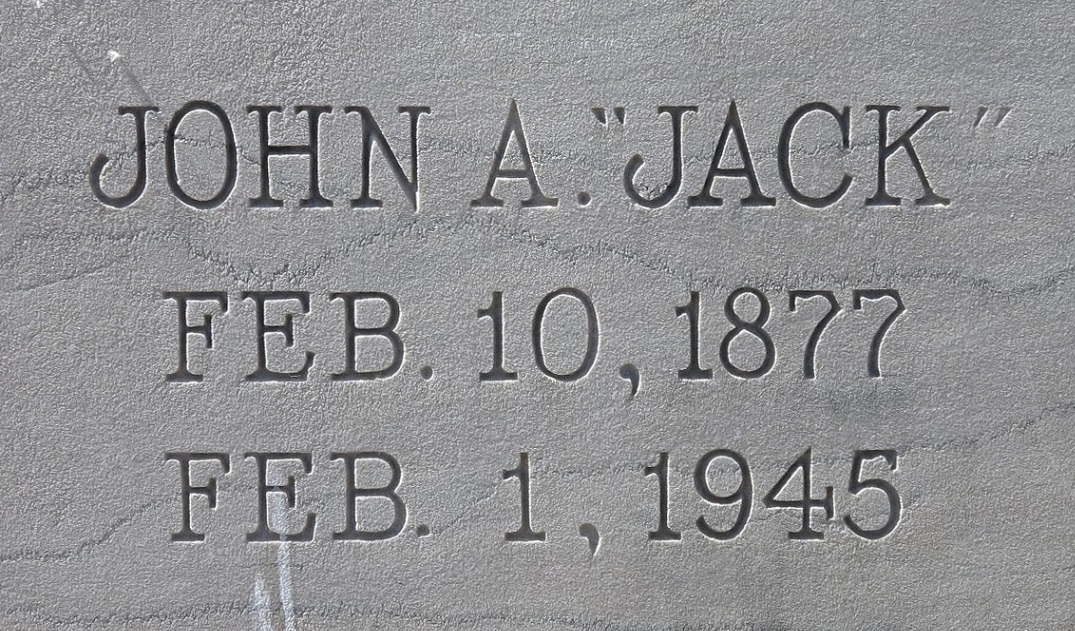 JOHN A. "JACK"
FEB. 10, 1877
FEB. 1, 1945